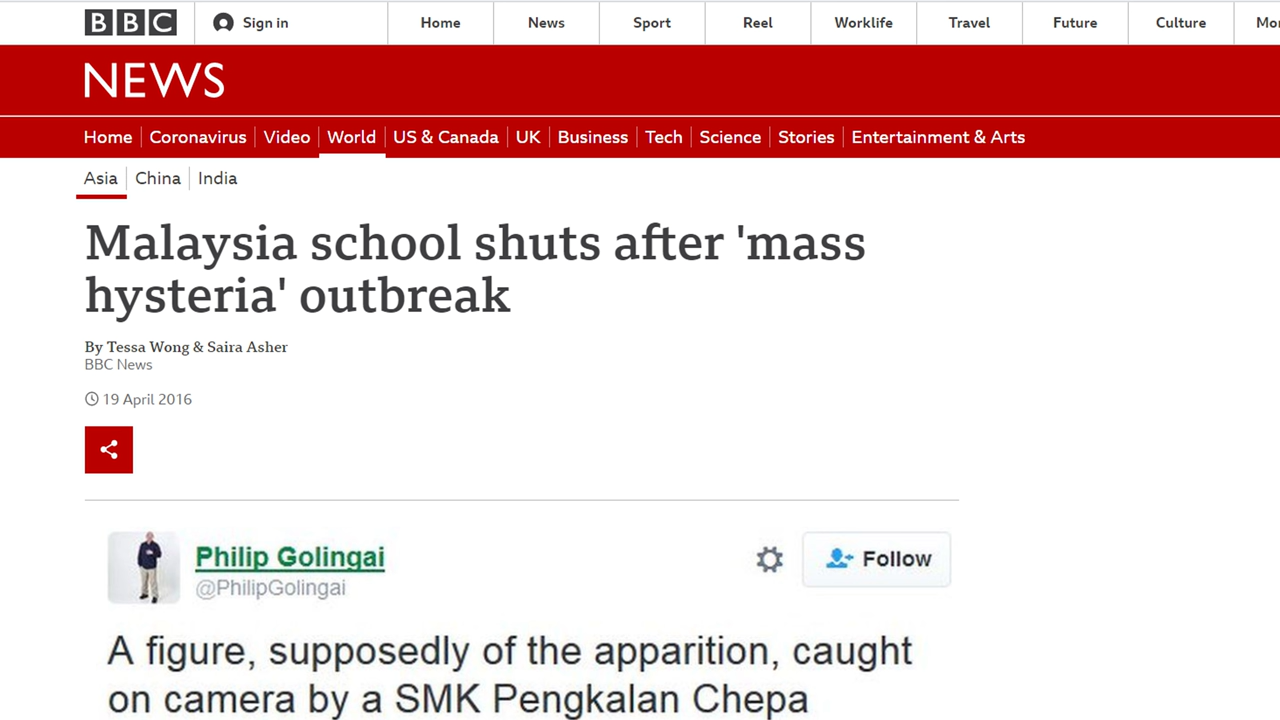 BBC Sign in Home News Sport Reel Worklife Travel Future Culture
NEWS
Home Coronavirus Video World US & Canada UK Business Tech Science Stories Entertainment & Arts
Asia China India
Malaysia school shuts after 'mass
hysteria' outbreak
By Tessa Wong & Saira Asher
BBC News
19 April 2016
Philip Golingai
@PhilipGolingai
Follow
A figure, supposedly of the apparition, caught
on camera by a SMK Pengkalan Chepa